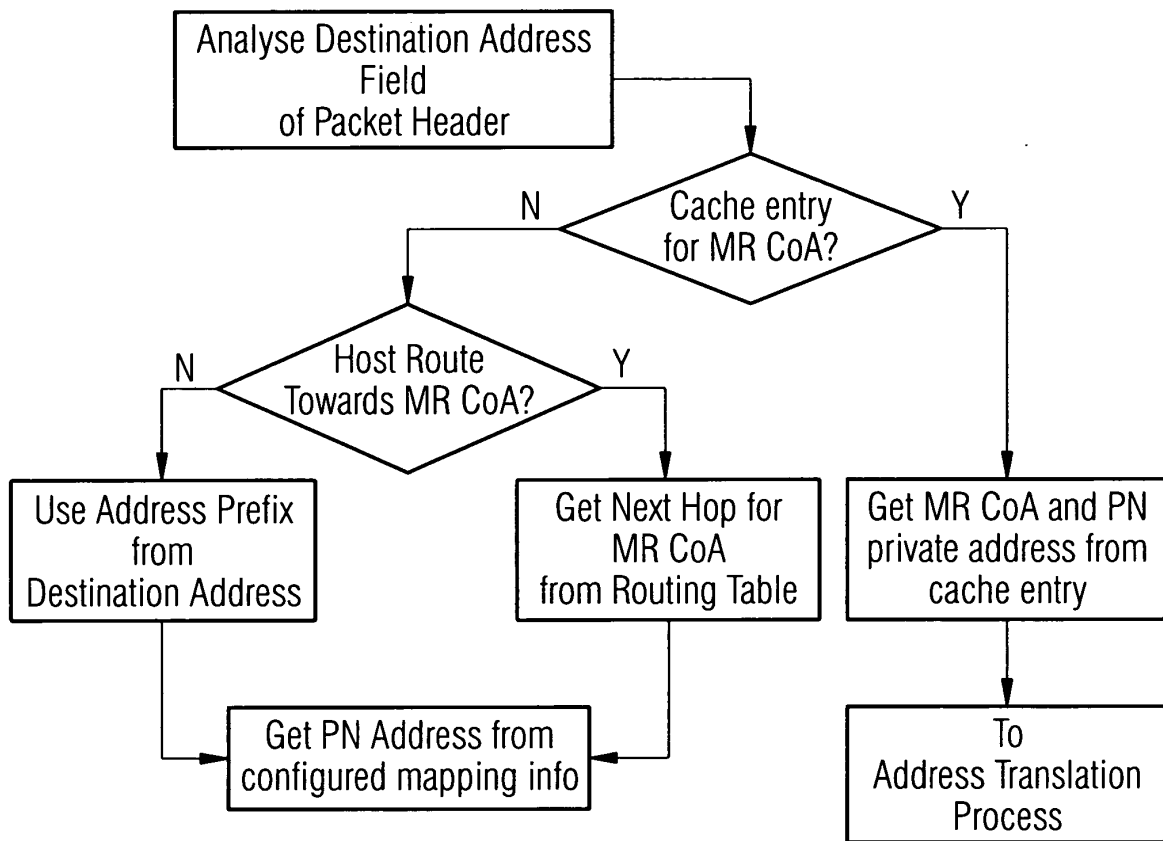 Analyse Destination Address
Field
of Packet Header
N
Cache entry
for MR CoA?
Y
N
Host Route
Towards MR CoA?
Y
Use Address Prefix
from
Destination Address
Get Next Hop for
MR CoA
from Routing Table
Get MR CoA and PN
private address from
cache entry
Get PN Address from
configured mapping info
To
Address Translation
Process